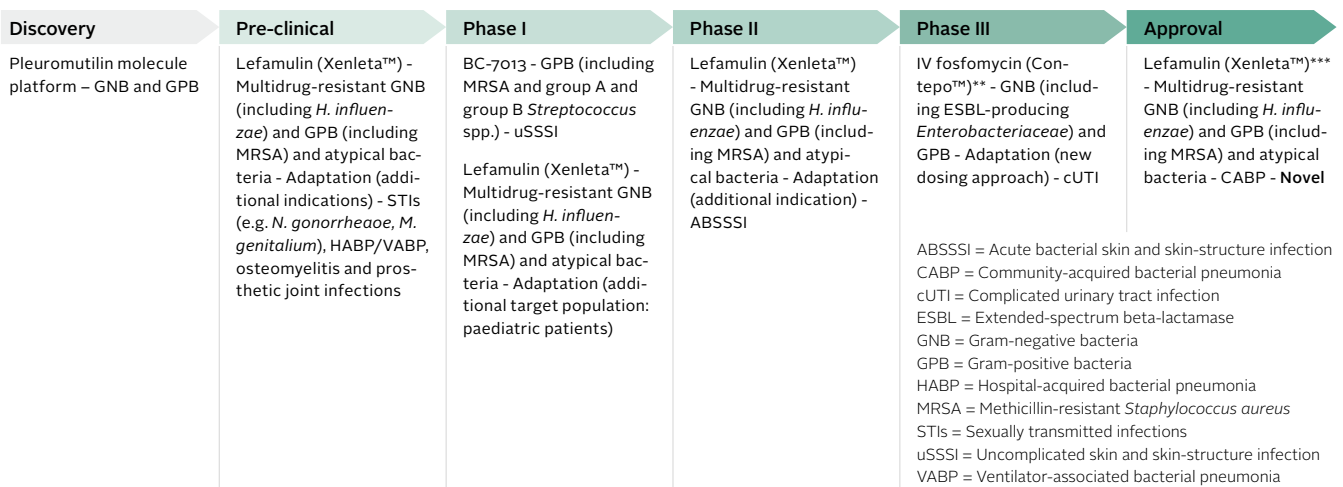 Discovery
Pleuromutilin molecule
platform – GNB and GPB
Pre-clinical
Lefamulin (Xenleta™) -
Multidrug-resistant GNB
(including H. influen-
zae) and GPB (including
MRSA) and atypical bac-
teria - Adaptation (addi-
tional indications) - STIs
(e.g. N. gonorrheaoe, M.
genitalium), HABP/VABP,
osteomyelitis and pros-
thetic joint infections
Phase I
BC-7013 - GPB (including
MRSA and group A and
group B Streptococcus
spp.) - uSSSI
Lefamulin (Xenleta™) -
Multidrug-resistant GNB
(including H. influen-
zae) and GPB (including
MRSA) and atypical bac-
teria - Adaptation (addi-
tional target population:
paediatric patients)
Phase II
Lefamulin (Xenleta™)
- Multidrug-resistant
GNB (including H. influ-
enzae) and GPB (includ-
ing MRSA) and atypi-
cal bacteria - Adaptation
(additional indication) -
ABSSSI
Phase III
IV fosfomycin (Con-
tepo™)** - GNB (includ-
ing ESBL-producing
Enterobacteriaceae) and
GPB - Adaptation (new
dosing approach) - cUTI
Approval
Lefamulin (Xenleta™)***
- Multidrug-resistant
GNB (including H. influ-
enzae) and GPB (includ-
ing MRSA) and atypical
bacteria - CABP - Novel
ABSSSI = Acute bacterial skin and skin-structure infection
CABP = Community-acquired bacterial pneumonia
cUTI = Complicated urinary tract infection
ESBL = Extended-spectrum beta-lactamase
GNB = Gram-negative bacteria
GPB = Gram-positive bacteria
HABP = Hospital-acquired bacterial pneumonia
MRSA = Methicillin-resistant Staphylococcus aureus
STIs = Sexually transmitted infections
uSSSI = Uncomplicated skin and skin-structure infection
VABP = Ventilator-associated bacterial pneumonia